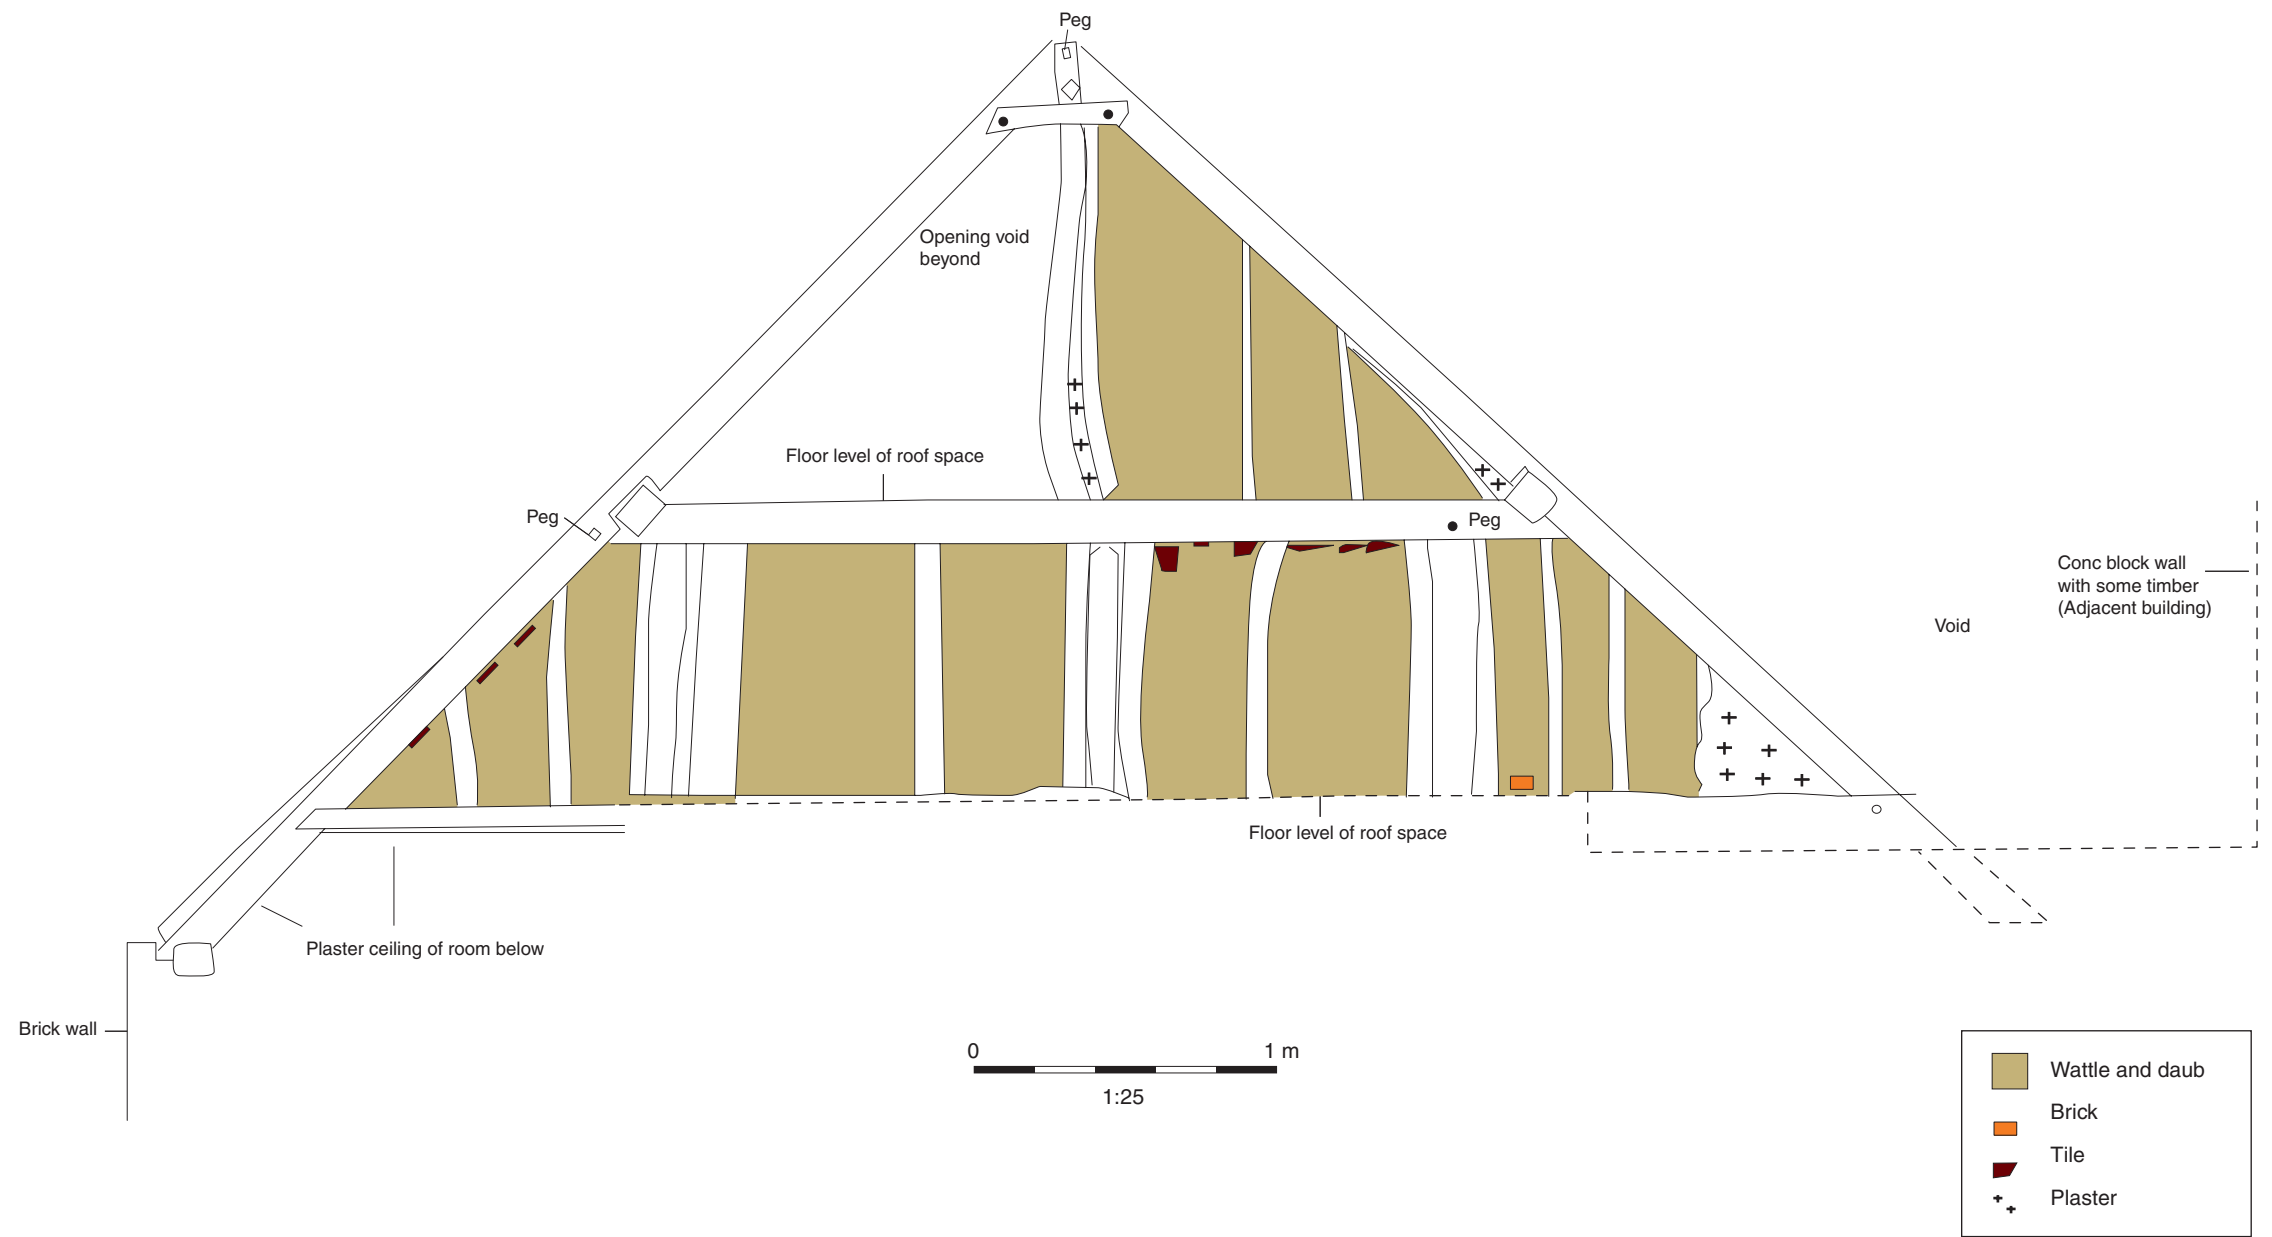 Peg
Opening void
beyond
Floor level of roof space
Peg
Peg
Conc block wall
with some timber
(Adjacent building)
Void
Floor level of roof space
Plaster ceiling of room below
Brick wall
0
1 m
1:25
Wattle and daub
Brick
Tile
Plaster